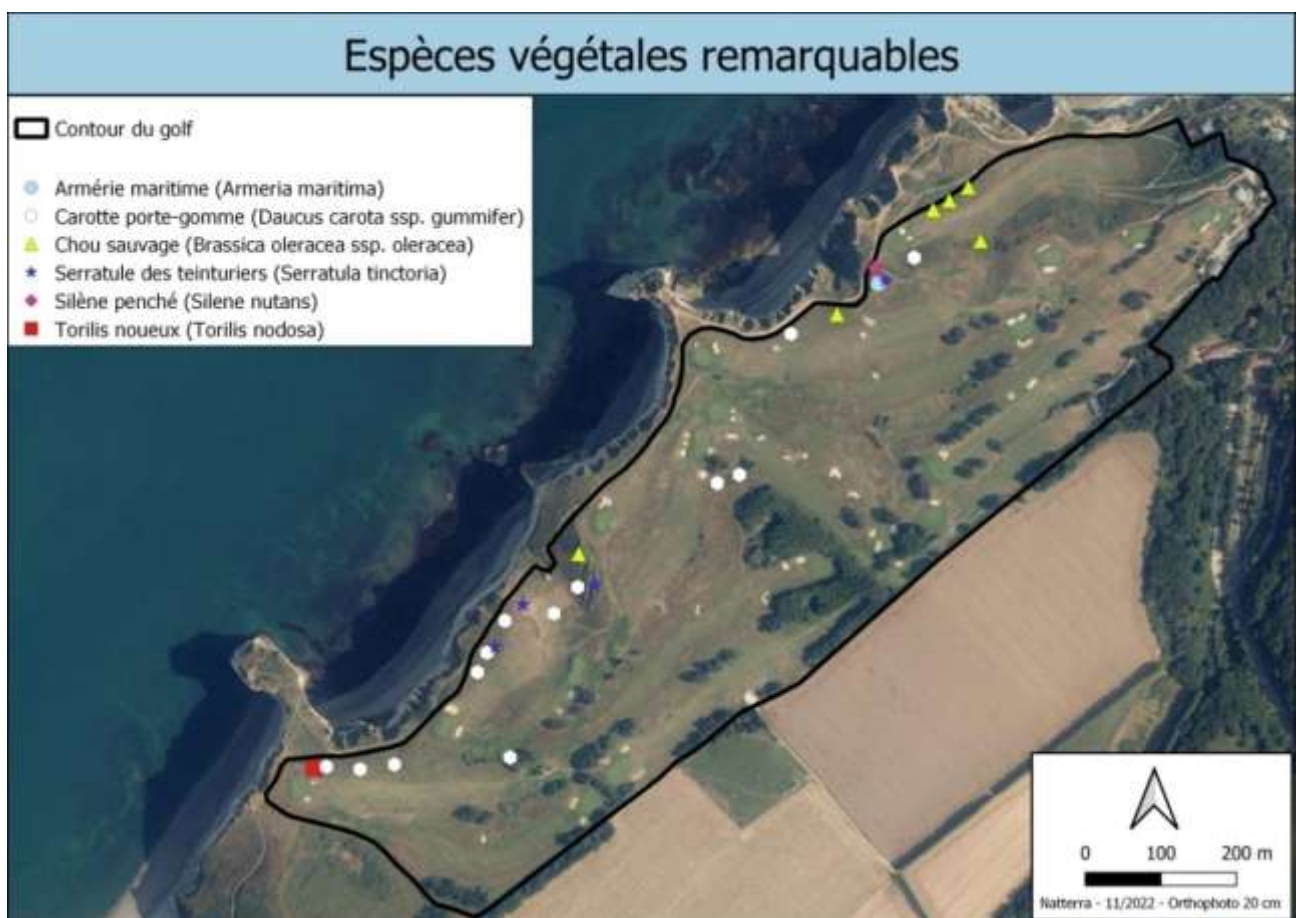 Espèces végétales remarquables
Contour du golf
Armérie maritime (Armeria maritima)
Carotte porte-gomme (Daucus carota ssp. gummifer)
Chou sauvage (Brassica oleracea ssp. oleracea)
Serratule des teinturiers (Serratula tinctoria)
Silène penché (Silene nutans)
Torilis noueux (Torilis nodosa)
0 100 200 m
Natterra - 11/2022 - Orthophoto 20 cm